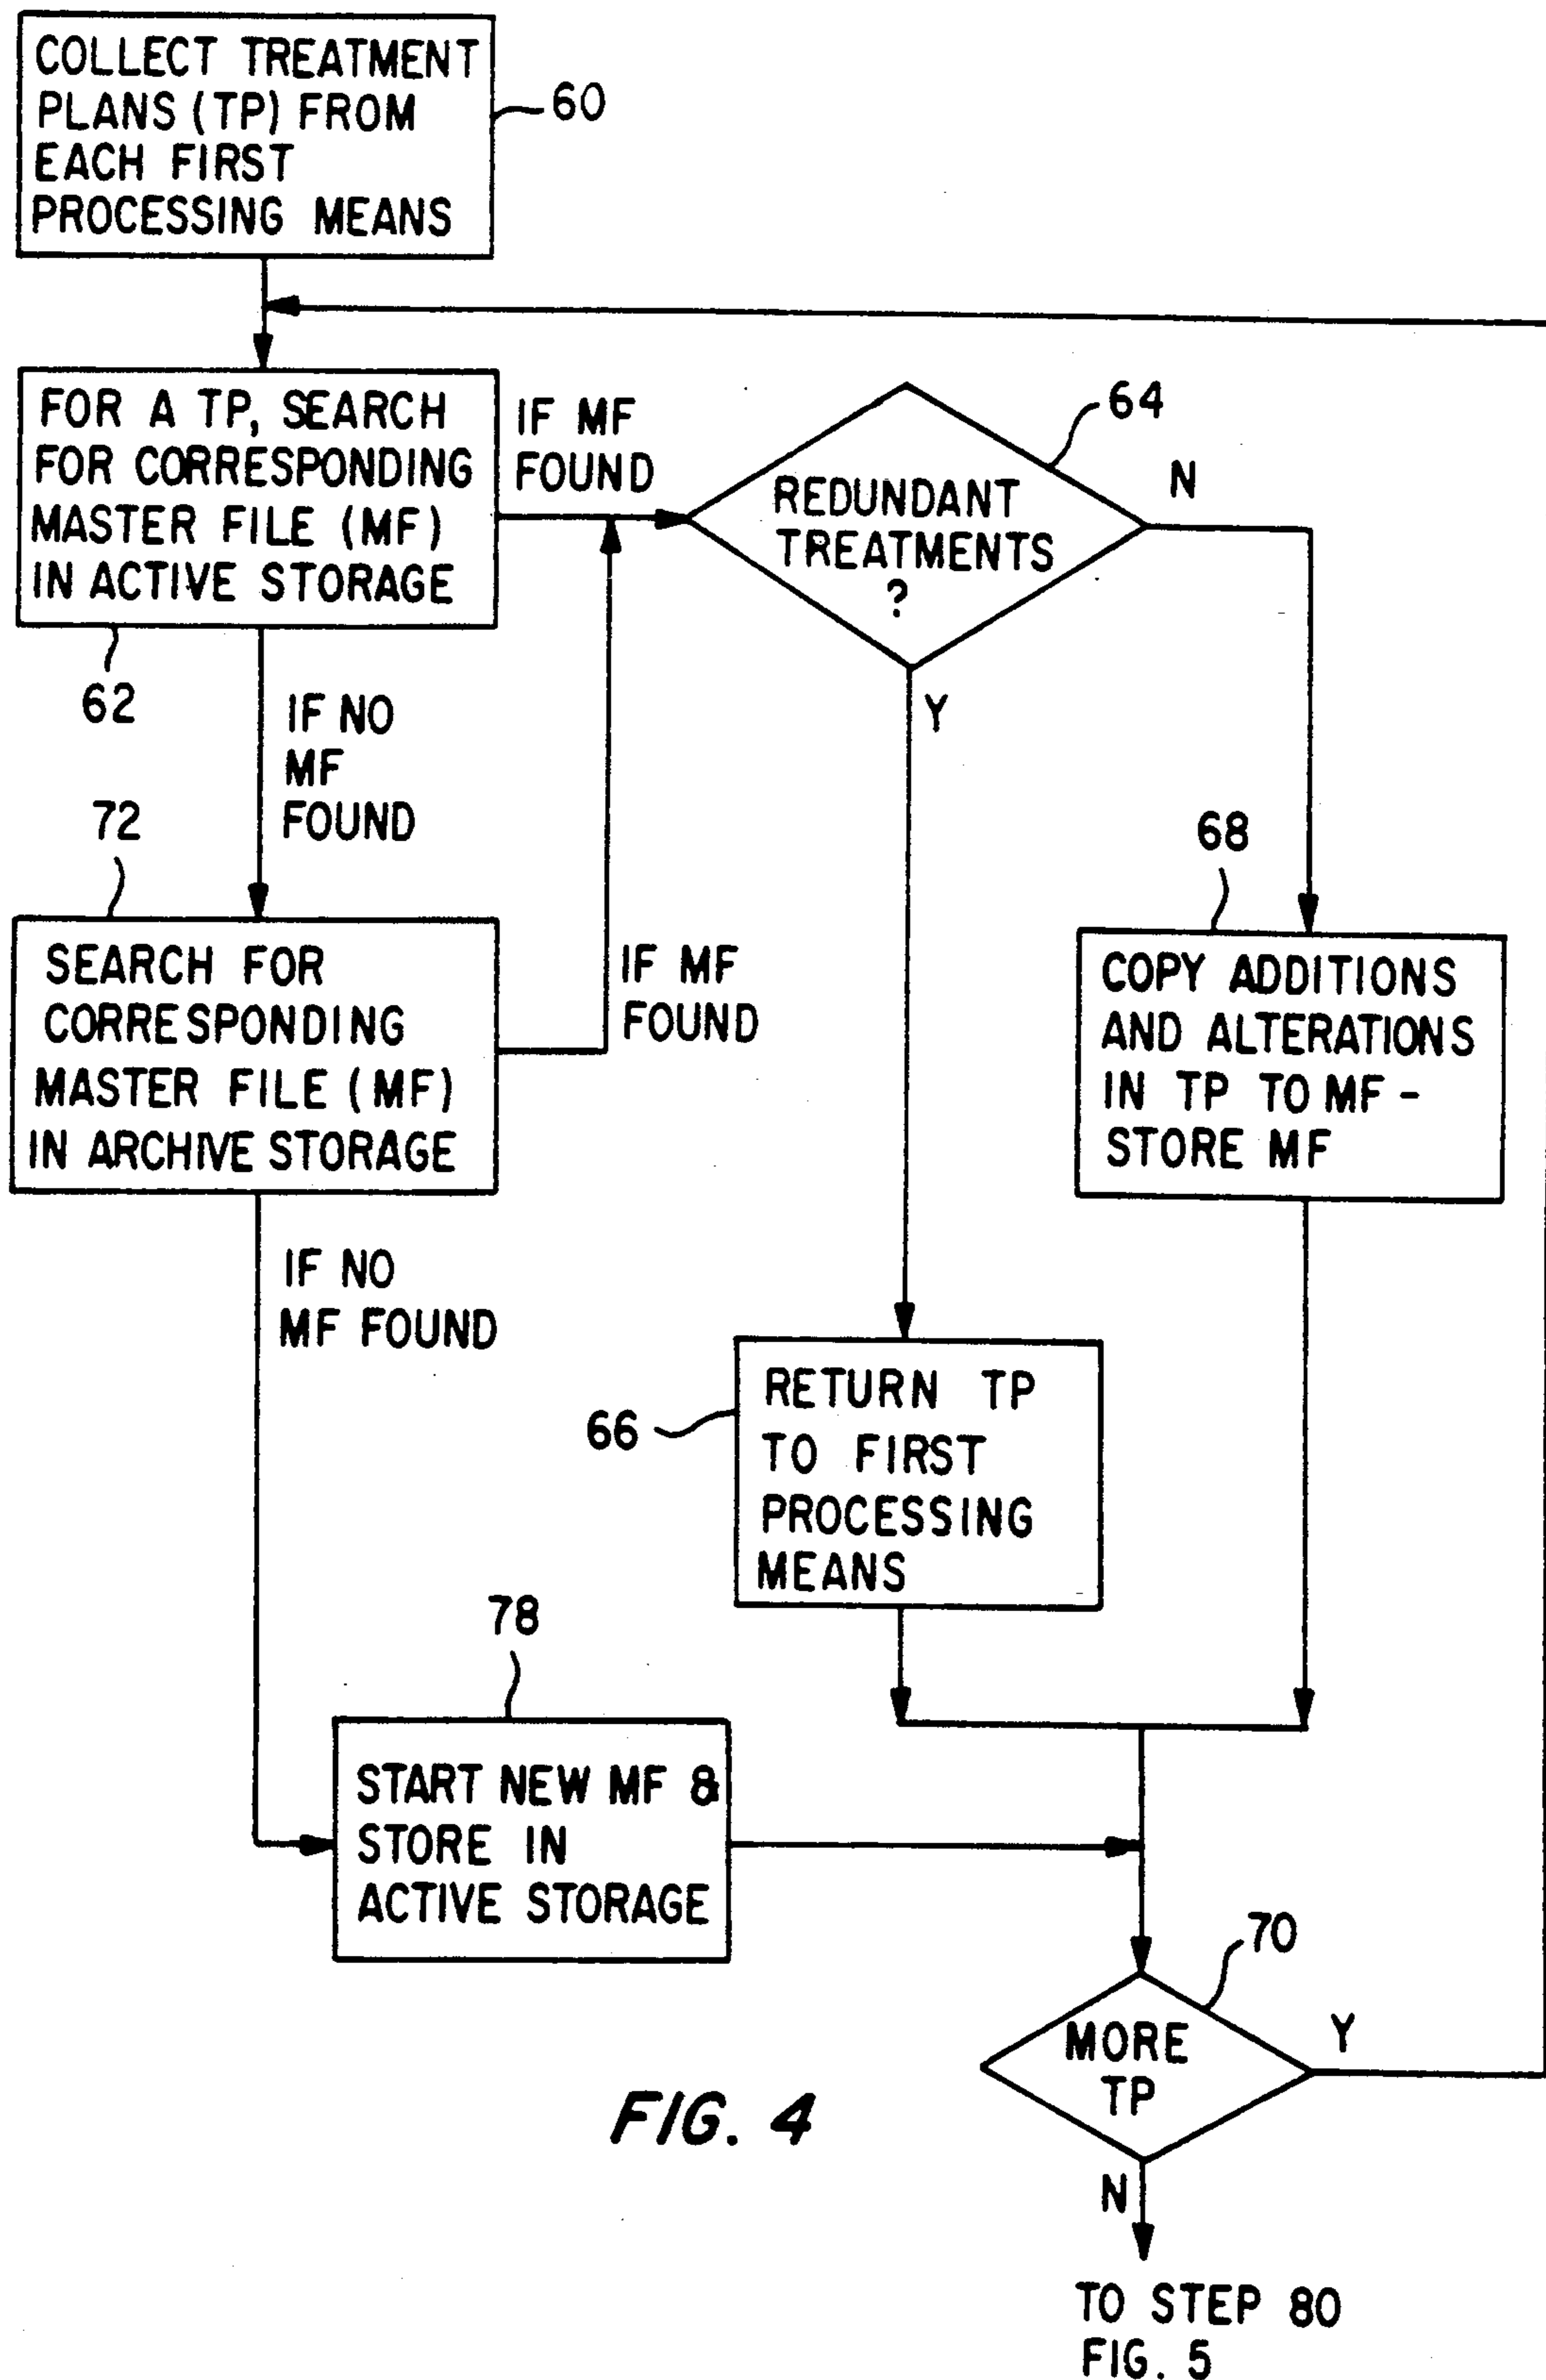 COLLECT TREATMENT
PLANS (TP) FROM
EACH FIRST
PROCESSING MEANS
60
FOR A TP, SEARCH
FOR CORRESPONDING
MASTER FILE (MF)
IN ACTIVE STORAGE
62
IF MF
FOUND
REDUNDANT
TREATMENTS
?
64
N
Y
IF NO
MF
FOUND
72
SEARCH FOR
CORRESPONDING
MASTER FILE (MF)
IN ARCHIVE STORAGE
IF MF
FOUND
68
COPY ADDITIONS
AND ALTERATIONS
IN TP TO MF -
STORE MF
IF NO
MF FOUND
66
RETURN TP
TO FIRST
PROCESSING
MEANS
78
START NEW MF &
STORE IN
ACTIVE STORAGE
70
MORE
TP
Y
N
FIG. 4
TO STEP 80
FIG. 5